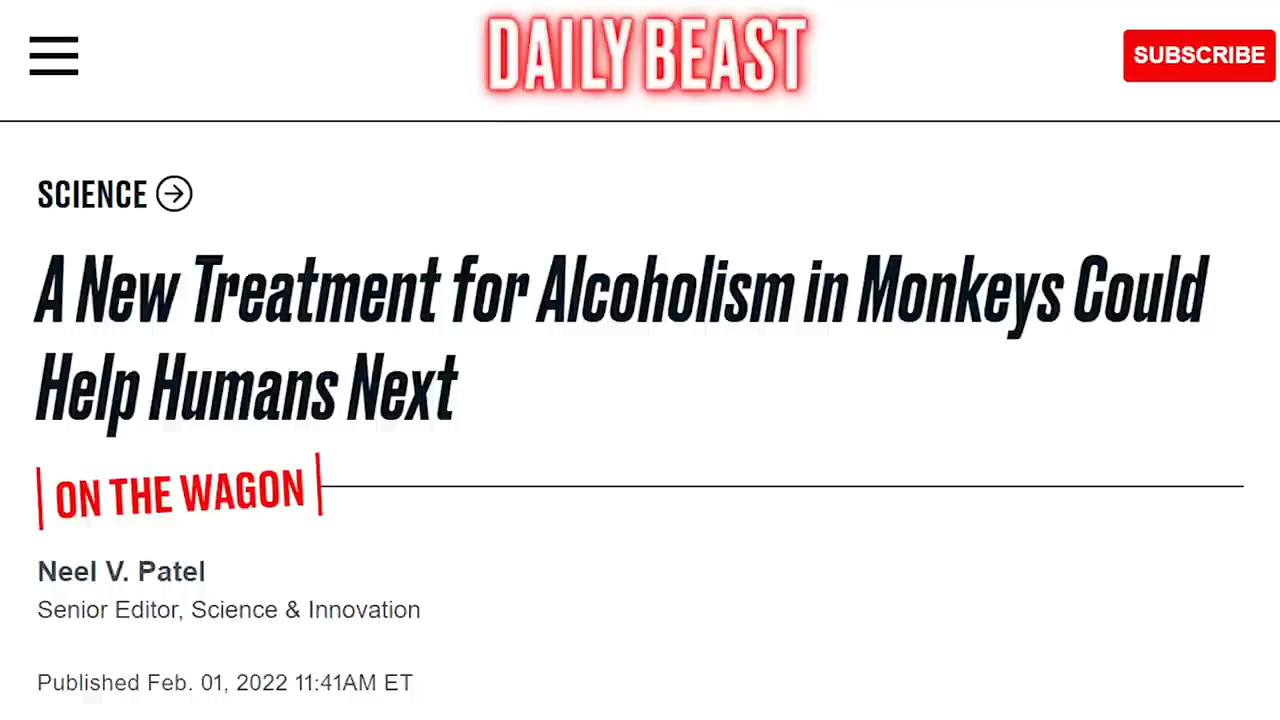 DAILY BEAST
SUBSCRIBE
SCIENCE
A New Treatment for Alcoholism in Monkeys Could
Help Humans Next
ON THE WAGON
Neel V. Patel
Senior Editor, Science & Innovation
Published Feb. 01, 2022 11:41AM ET